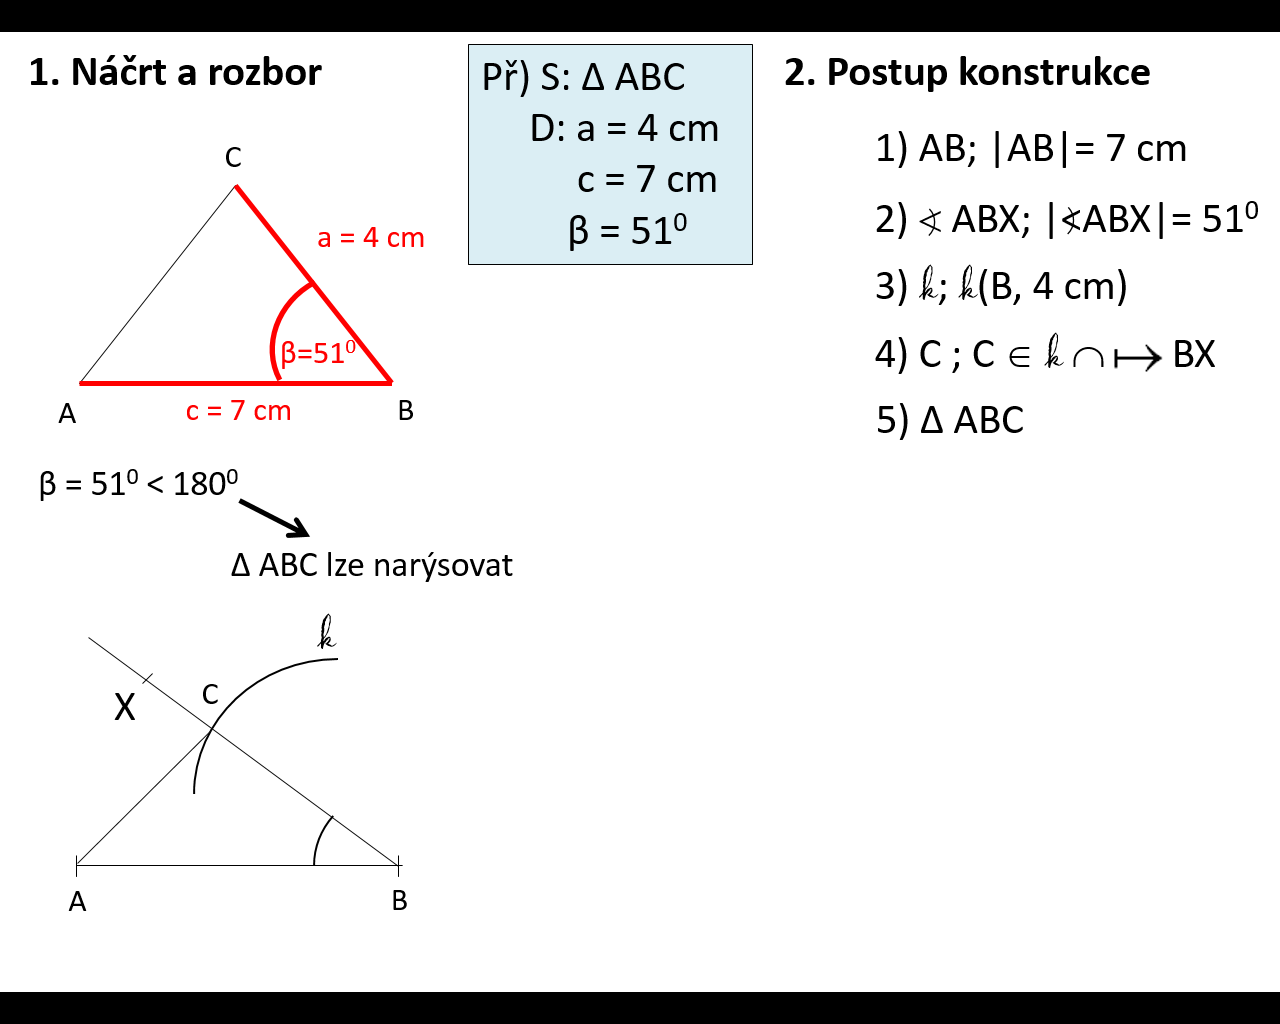 1. Náčrt a rozbor
C
a = 4 cm
β=51⁰
A
c = 7 cm
B
β = 51⁰ < 180⁰
Δ ABC lze narýsovat
k
C
X
A
B
Př) S: Δ ABC
D: a = 4 cm
c = 7 cm
β = 51⁰
2. Postup konstrukce
1) AB; |AB|= 7 cm
2) ∢ ABX; |∢ABX|= 51⁰
3) k; k(B, 4 cm)
4) C ; C ∈ k ∩ ↦ BX
5) Δ ABC